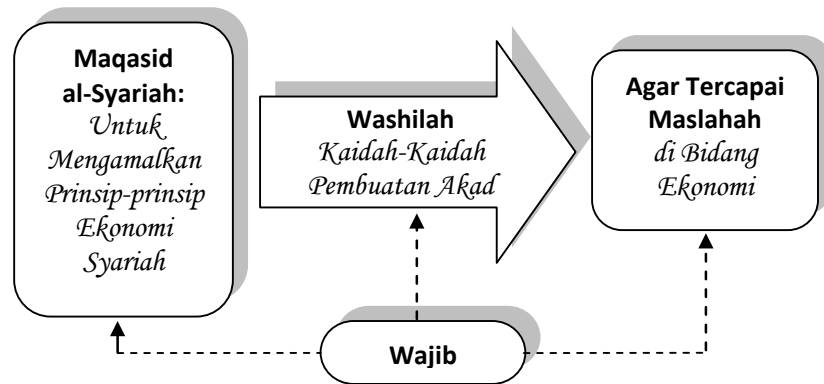 Maqasid
al-Syariah:
Untuk
Mengamalkan
Prinsip-prinsip
Ekonomi
Syariah
Washilah
Kaidah-Kaidah
Pembuatan Akad
Agar Tercapai
Maslahah
di Bidang
Ekonomi
Wajib